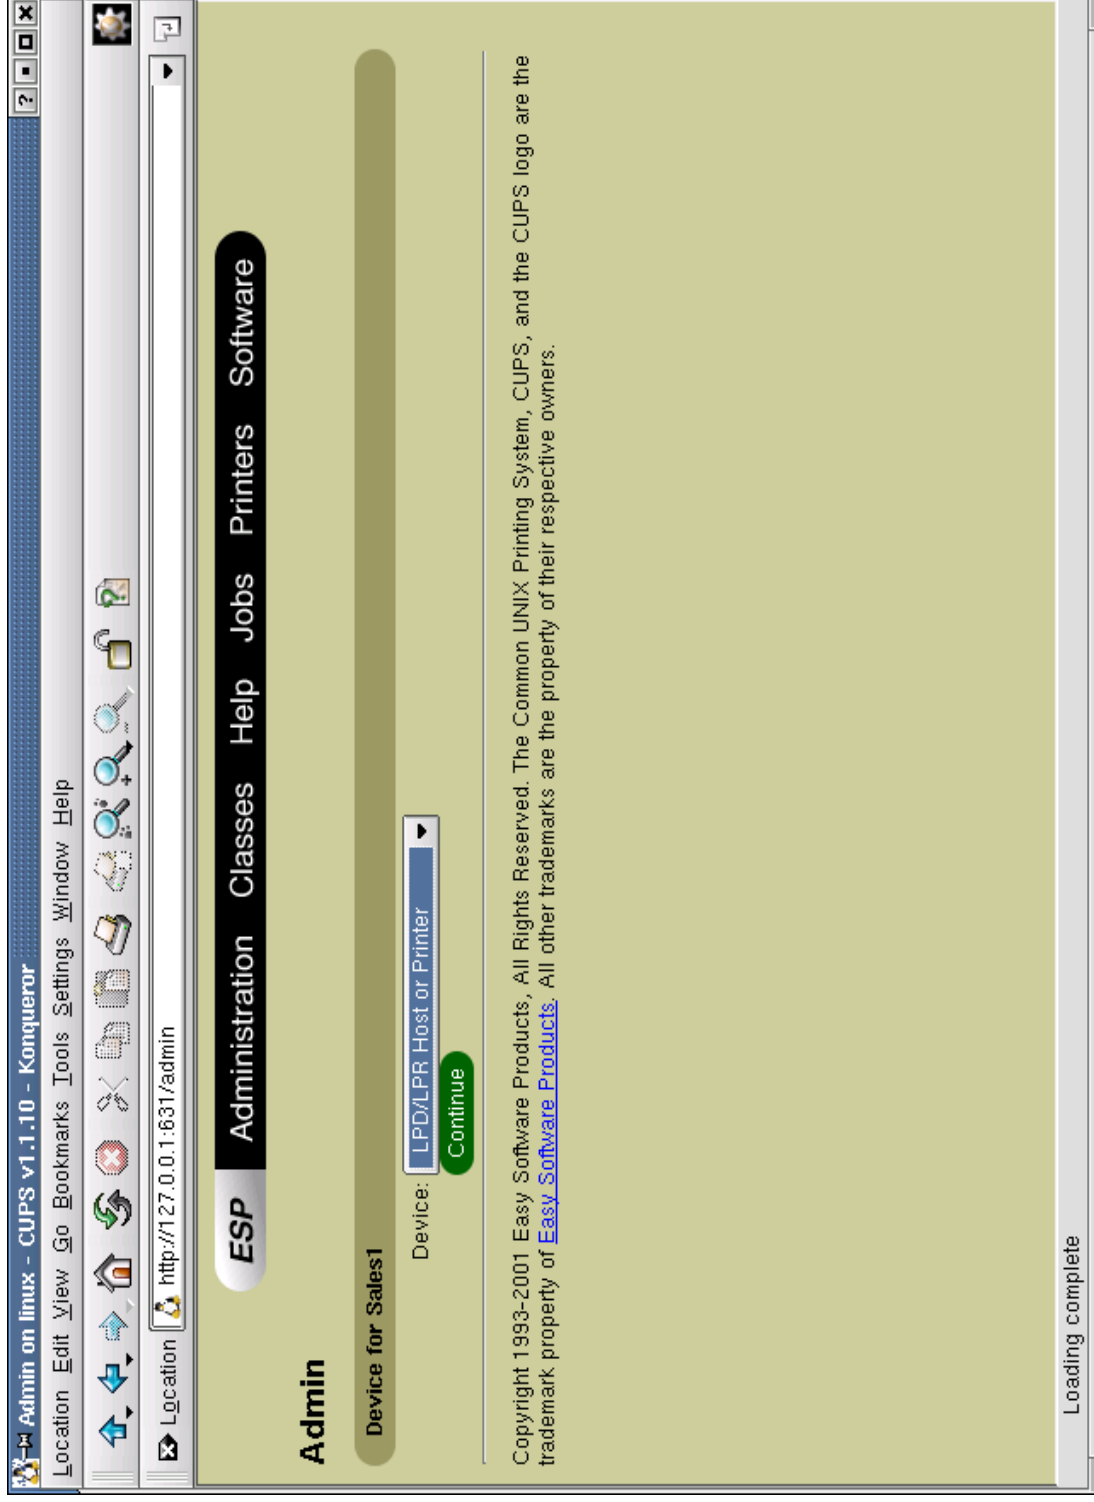 Admin on linux - CUPS v1.1.10 - Konqueror
Location Edit View Go Bookmarks Tools Settings Window Help
Location http://127.0.0.1:631/admin
ESP Administration Classes Help Jobs Printers Software
Admin
Device for Sales1
Device: LPD/LPR Host or Printer
Continue
Copyright 1993-2001 Easy Software Products, All Rights Reserved. The Common UNIX Printing System, CUPS, and the CUPS logo are the
trademark property of Easy Software Products. All other trademarks are the property of their respective owners.
Loading complete